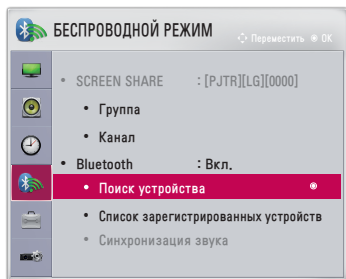 БЕСПРОВОДНОЙ РЕЖИМ
Переместить OK
• SCREEN SHARE : [PJTR][LG][0000]
• Группа
• Канал
• Bluetooth : Вкл.
• Поиск устройства
• Список зарегистрированных устройств
• Синхронизация звука